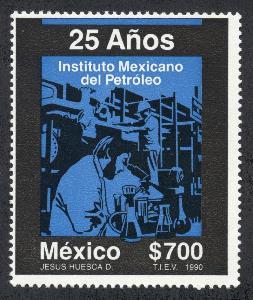 25 Años
Instituto Mexicano
del Petróleo
México $700
JESUS HUESCA D. T.I.E.V. 1990